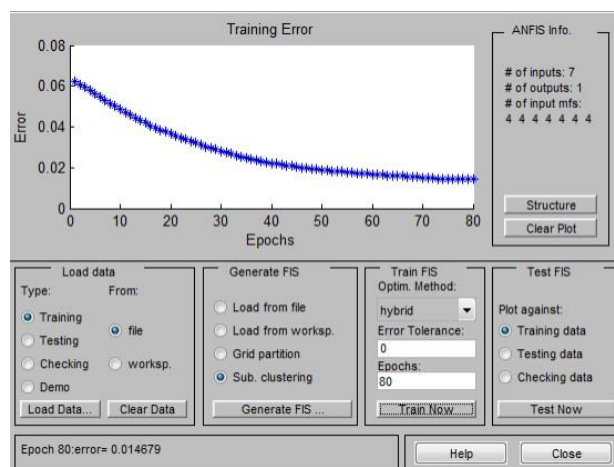 Training Error
0.08
0.06
0.04
0.02
0
Error
0 10 20 30 40 50 60 70 80
Epochs
ANFIS Info.
# of inputs: 7
# of outputs: 1
# of input mfs:
4 4 4 4 4 4 4
Structure
Clear Plot
Load data
Type: From:
Training
Testing
Checking
Demo
file
worksp.
Load Data... Clear Data
Generate FIS
Load from file
Load from worksp.
Grid partition
Sub. clustering
Generate FIS ...
Train FIS
Optim. Method:
hybrid
Error Tolerance:
0
Epochs:
80
Train Now
Test FIS
Plot against:
Training data
Testing data
Checking data
Test Now
Epoch 80:error= 0.014679
Help Close